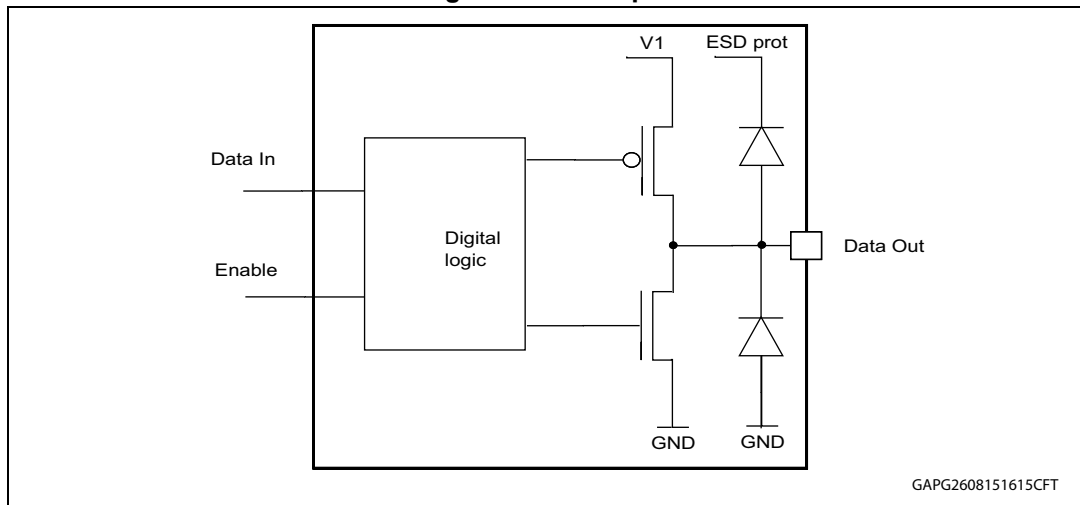 V1
ESD prot
Data In
Digital
logic
Data Out
Enable
GND
GND
GAPG2608151615CFT